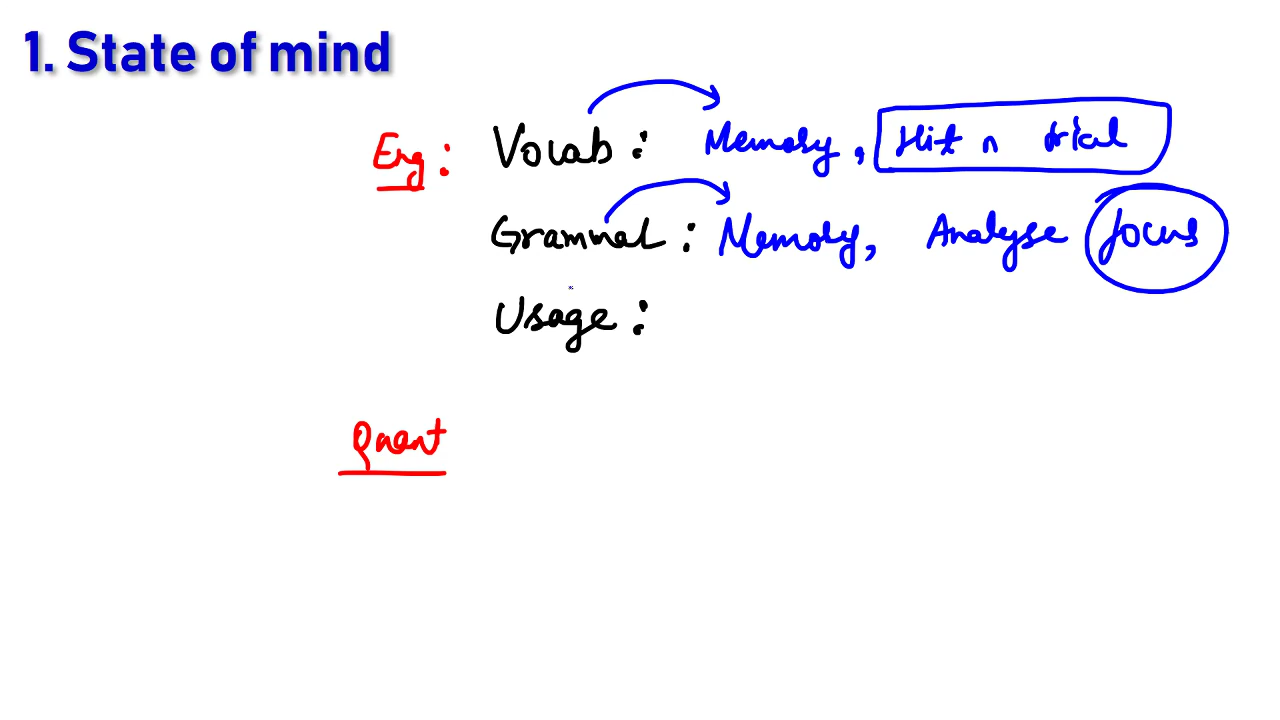 1. State of mind
Eng: Vocab: Memory, Hit n trial
Grammar: Memory, Analyse focus
Usage:
Quant